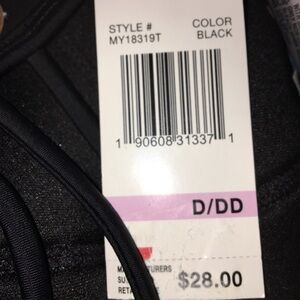 STYLE # COLOR
MY18319T BLACK
1 90608 31337 1
D/DD
$28.00